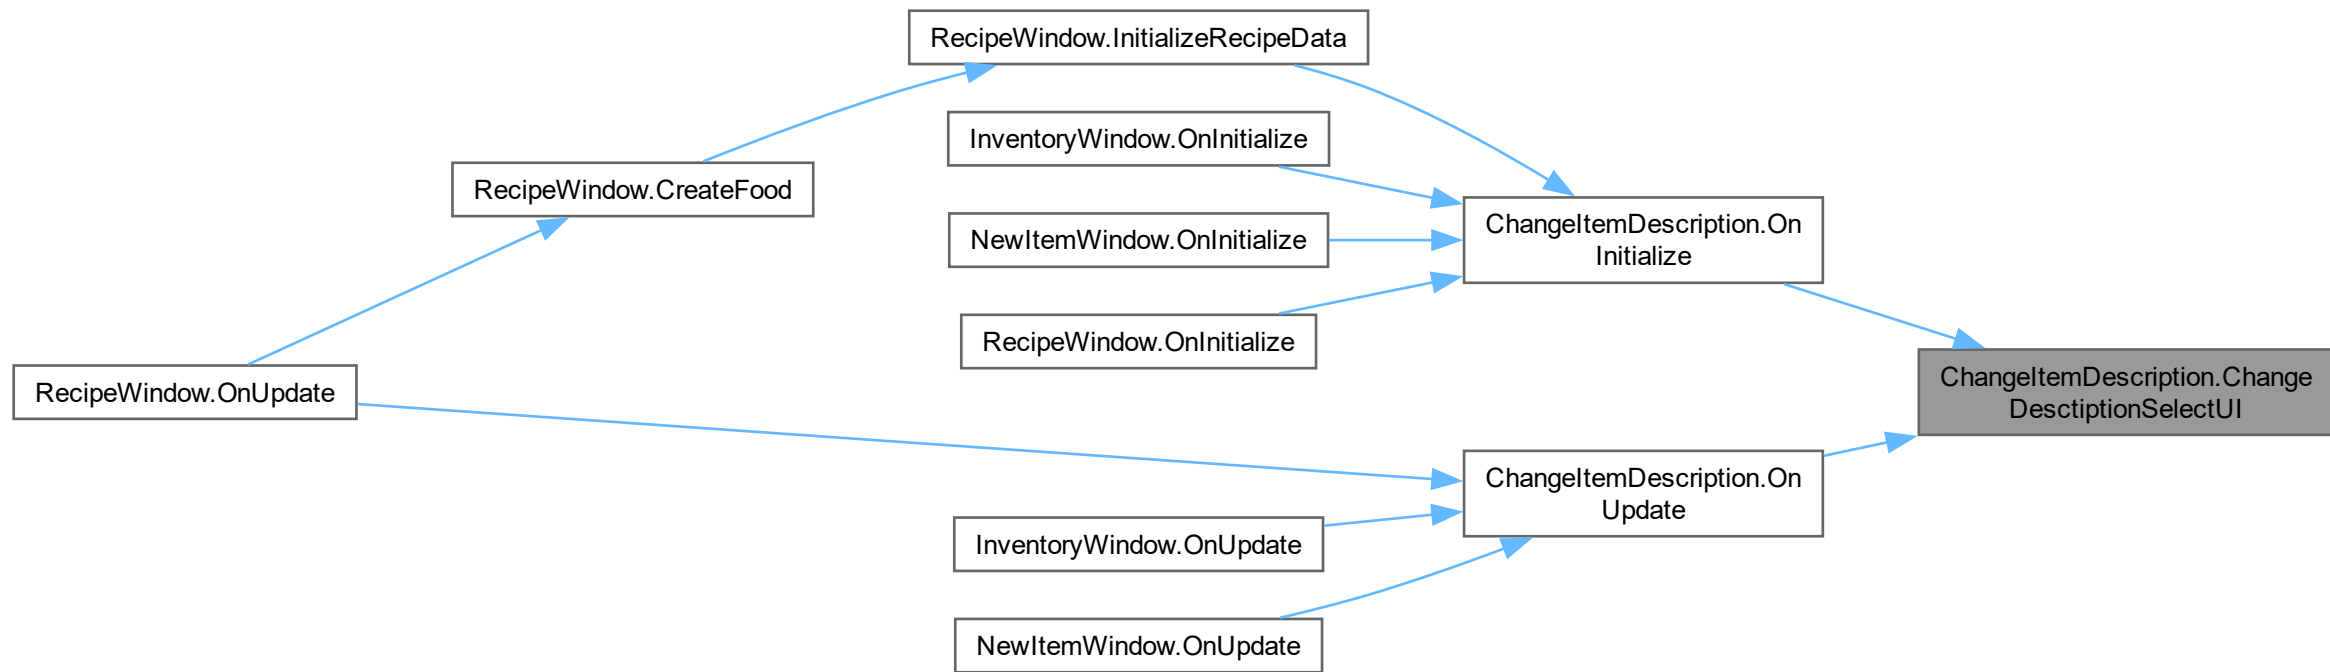 RecipeWindow.InitializeRecipeData
InventoryWindow.OnInitialize
RecipeWindow.CreateFood
NewItemWindow.OnInitialize
ChangeItemDescription.On
Initialize
RecipeWindow.OnInitialize
RecipeWindow.OnUpdate
ChangeItemDescription.Change
DesctiptionSelectUI
ChangeItemDescription.On
Update
InventoryWindow.OnUpdate
NewItemWindow.OnUpdate